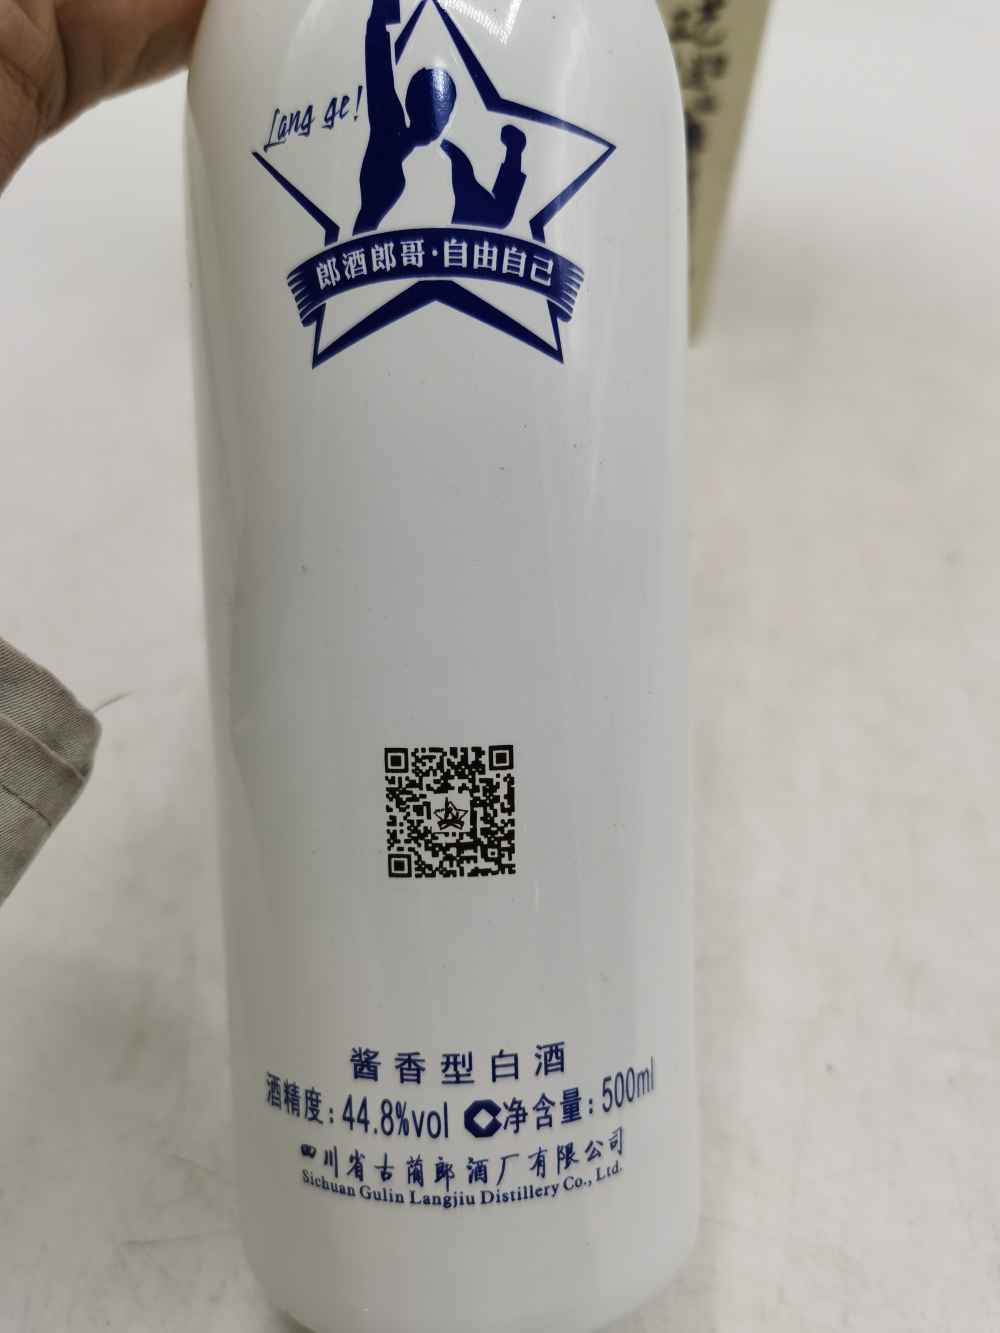 Lang ge!
郎酒郎哥·自由自己
酱香型白酒
酒精度:44.8%vol 净含量:500ml
四川省古蔺郎酒厂有限公司
Sichuan Gulin Langjiu Distillery Co., Ltd.